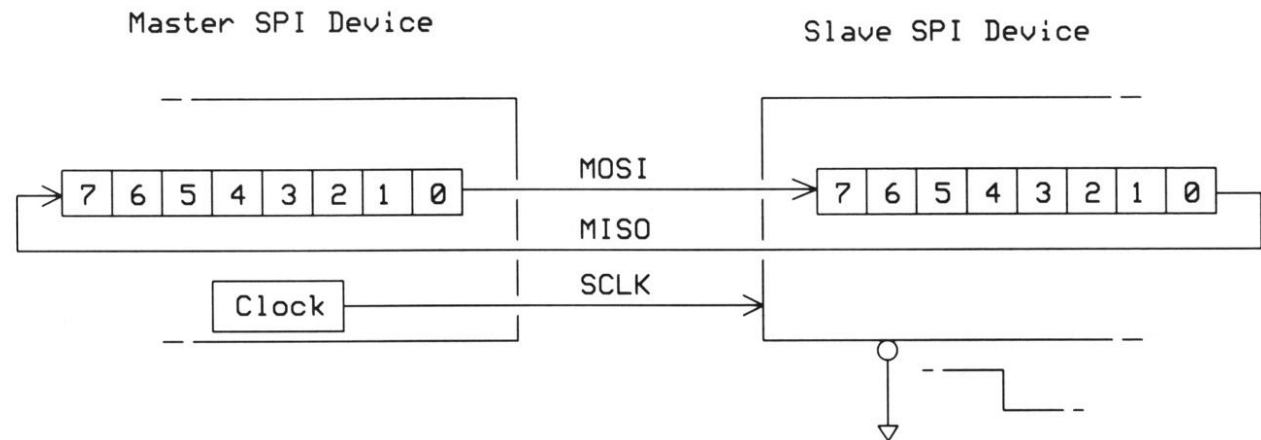 Master SPI Device
Slave SPI Device
MOSI
7 6 5 4 3 2 1 0
7 6 5 4 3 2 1 0
MISO
SCLK
Clock